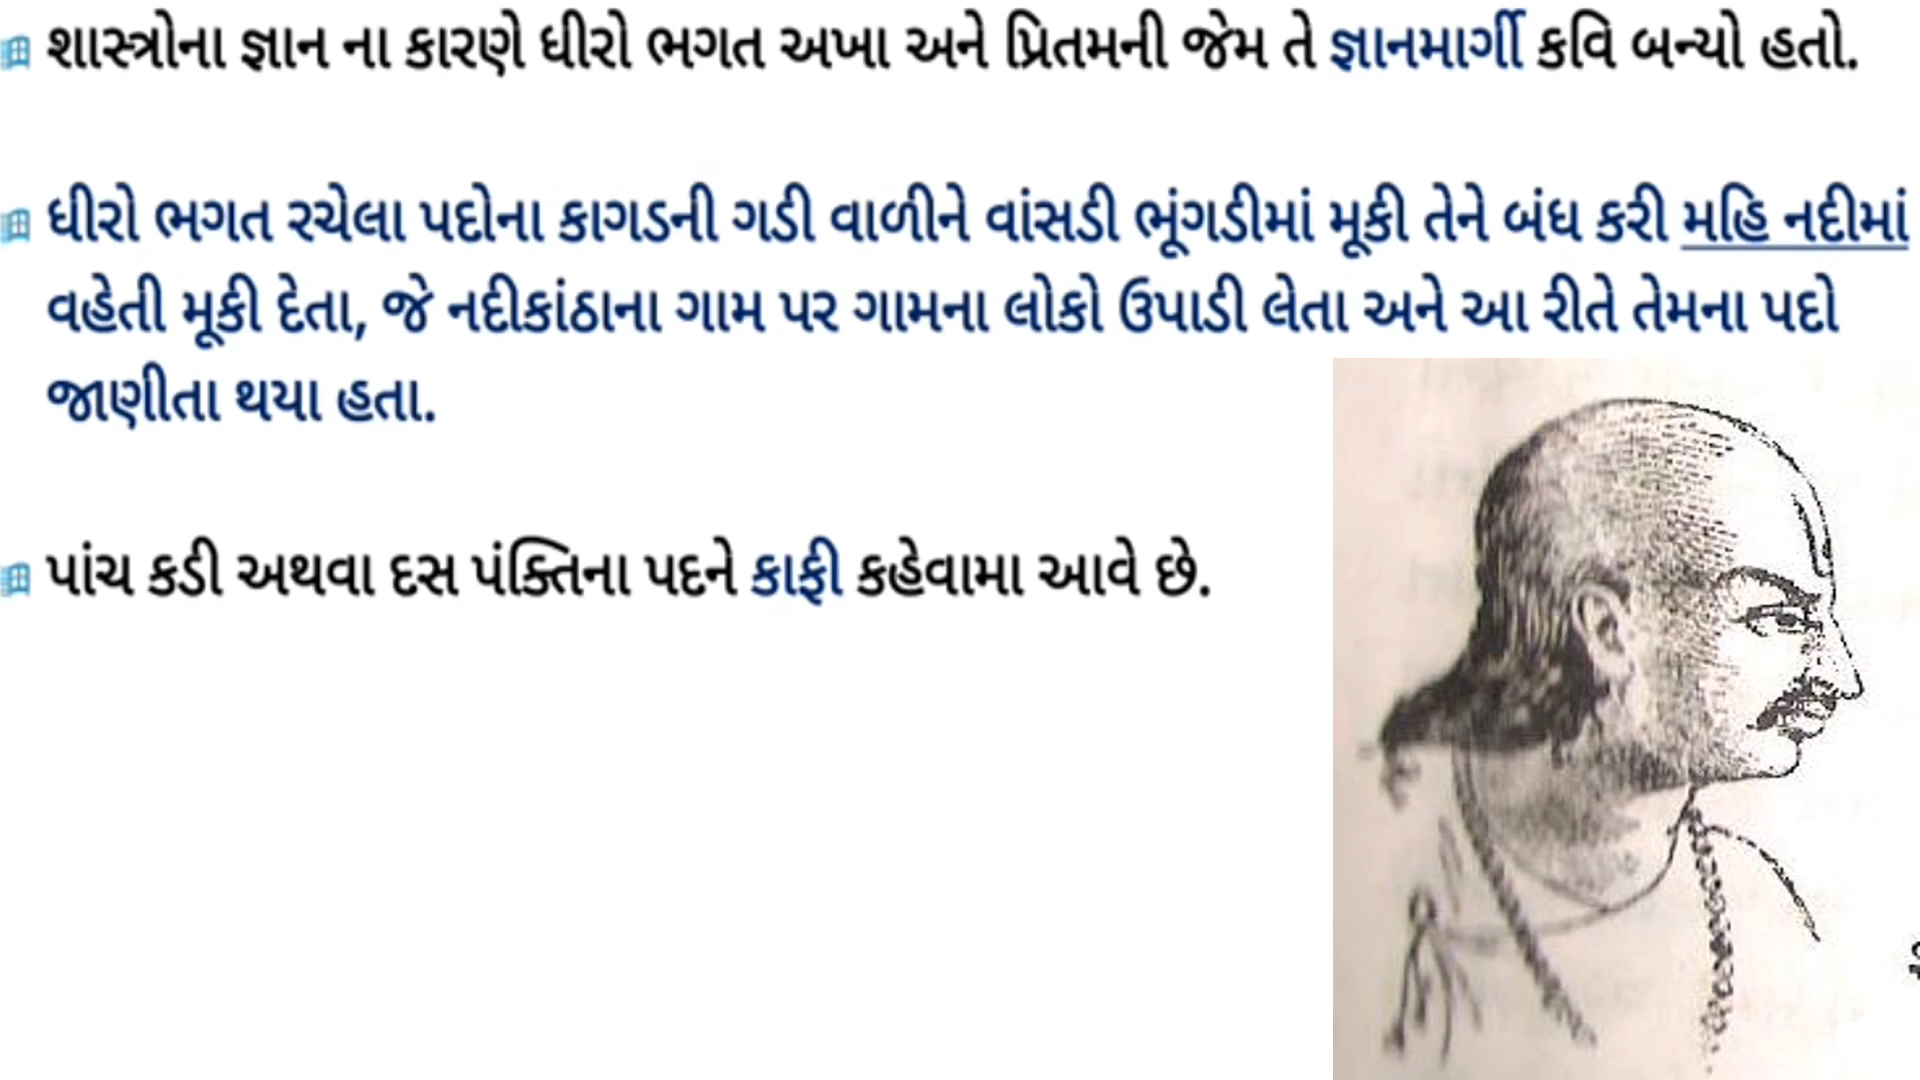 શાસ્ત્રોના જ્ઞાન ના કારણે ધીરો ભગત અખા અને પ્રિતમની જેમ તે જ્ઞાનમાર્ગી કવિ બન્યો હતો.
ધીરો ભગત રચેલા પદોના કાગડની ગડી વાળીને વાંસડી ભૂંગડીમાં મૂકી તેને બંધ કરી મહિ નદીમાં
વહેતી મૂકી દેતા, જે નદીકાંઠાના ગામ પર ગામના લોકો ઉપાડી લેતા અને આ રીતે તેમના પદો
જાણીતા થયા હતા.
પાંચ કડી અથવા દસ પંક્તિના પદને કાફી કહેવામા આવે છે.